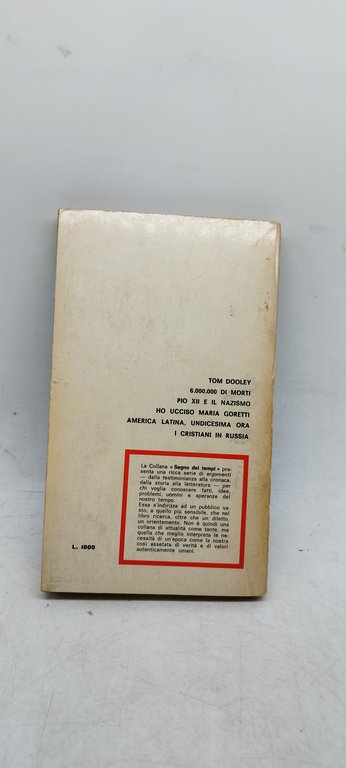 TOM DOOLEY
6.000.000 DI MORTI
PIO XII E IL NAZISMO
HO UCCISO MARIA GORETTI
AMERICA LATINA, UNDICESIMA ORA
I CRISTIANI IN RUSSIA
La Collana «Segno dei tempi» pre-
senta una ricca serie di argomenti
— dalla testimonianza alla cronaca,
dalla storia alla letteratura — per
chi voglia conoscere fatti, idee,
problemi, uomini e speranze del
nostro tempo.
Essa s'indirizza ad un pubblico va-
sto, a quello più sensibile, che nel
libro ricerca, oltre che un diletto,
un orientamento. Non è quindi una
collana di attualità come tante, ma
quella che meglio interpreta le ne-
cessità di un'epoca come la nostra
così assetata di verità e di valori
autenticamente umani.
L. 1000